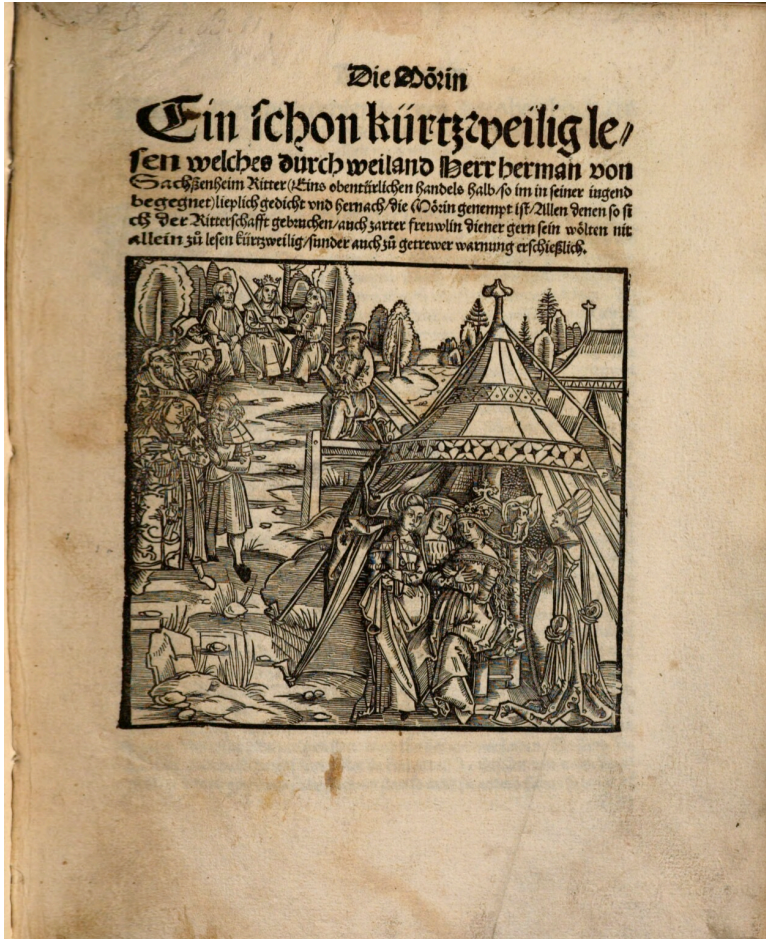 Die Mörin
Ein schon kürtzweilig le⸗
sen welches durch weiland Herr herman von
Sachßenheim Ritter (Eins obentürlichen handels halb/so im in seiner iugend
begegnet) lieplich gedicht vnd hernach/die Mörin genempt ist/Allen denen so si
ch der Ritterschafft gebruchen/auch zarter freuwlin diener gern sein wölten nit
allein zů lesen kürtzweilig/sunder auch zů getrewer warnung erschießlich.